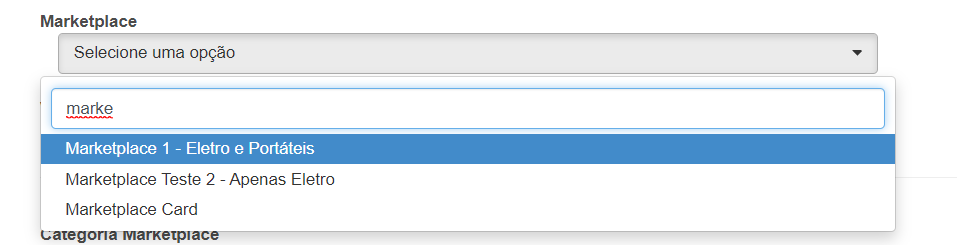 Marketplace
Selecione uma opção
marke
Marketplace 1 - Eletro e Portáteis
Marketplace Teste 2 - Apenas Eletro
Marketplace Card
Categoria Marketplace